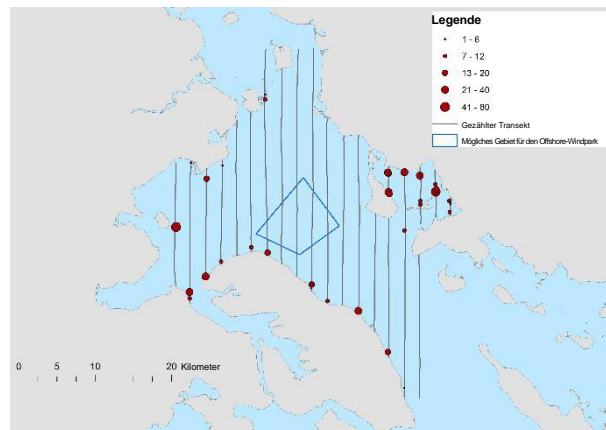 Legende
1 - 6
7 - 12
13 - 20
21 - 40
41 - 80
Gezählter Transekt
Mögliches Gebiet für den Offshore-Windpark
0 5 10 20 Kilometer